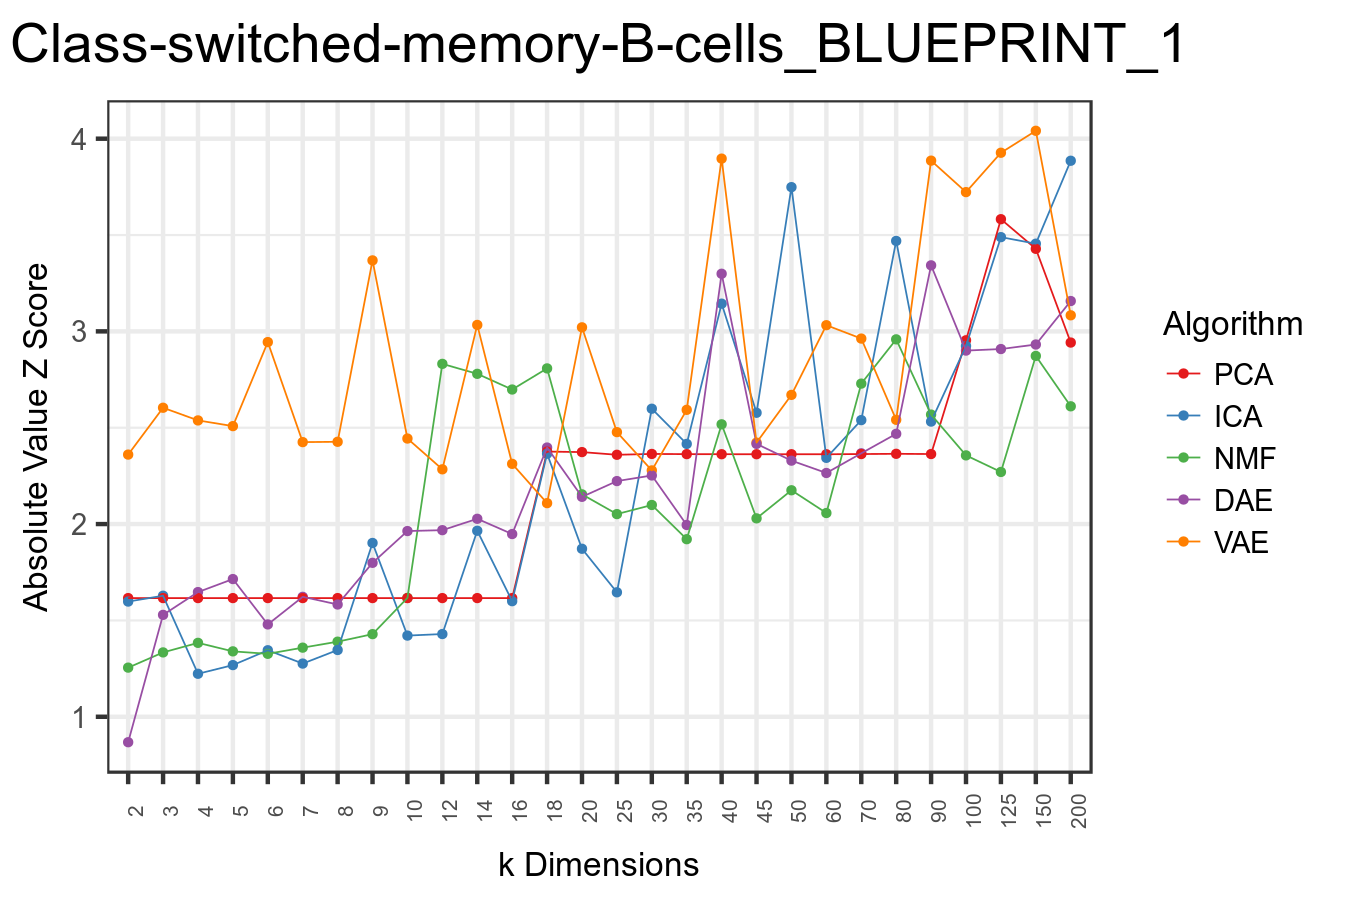 Class-switched-memory-B-cells_BLUEPRINT_1
Absolute Value Z Score
4
3
2
1
2 3 4 5 6 7 8 9 10 12 14 16 18 20 25 30 35 40 45 50 60 70 80 90 100 125 150 200
k Dimensions
Algorithm
PCA
ICA
NMF
DAE
VAE